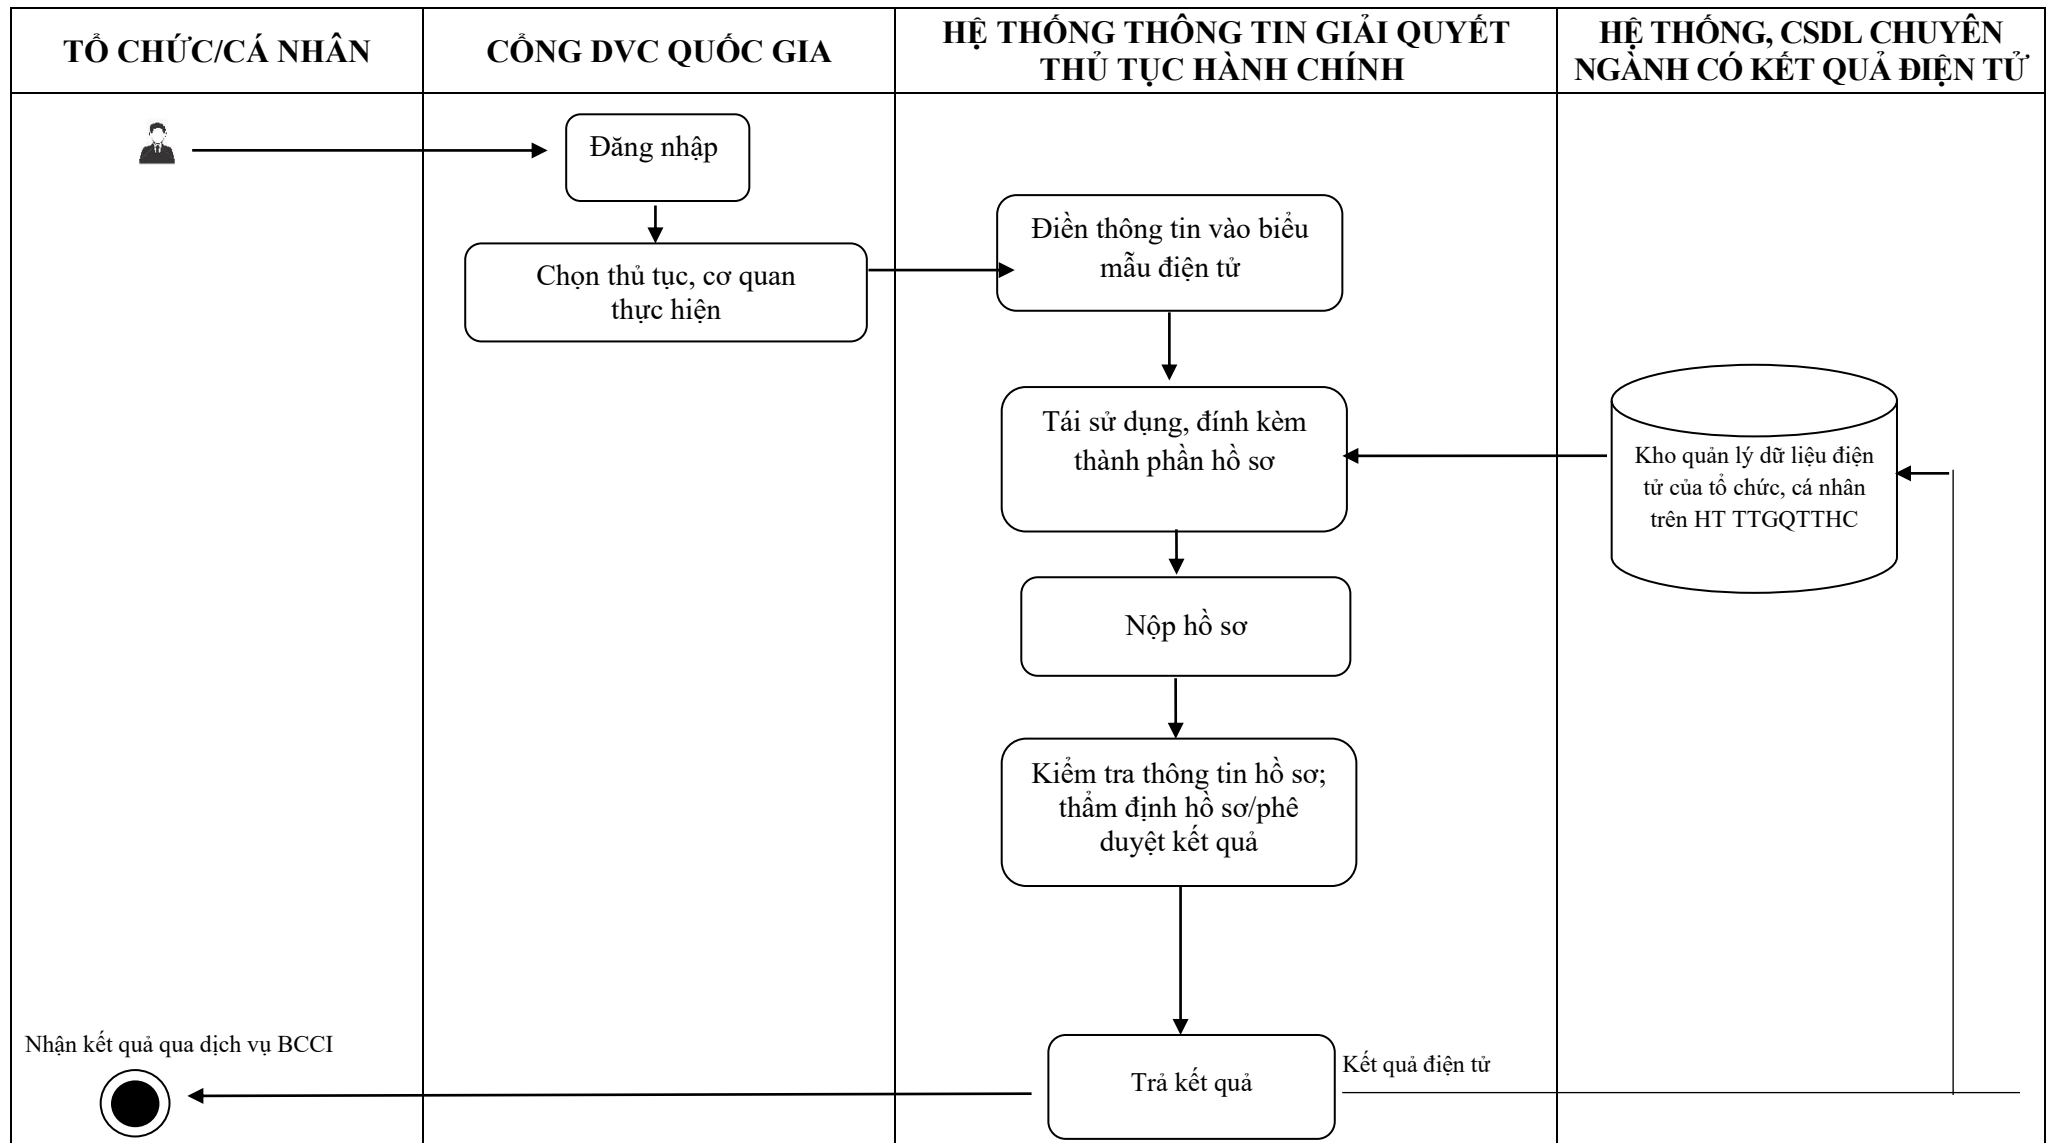 TỔ CHỨC/CÁ NHÂN
CỔNG DVC QUỐC GIA
HỆ THỐNG THÔNG TIN GIẢI QUYẾT
THỦ TỤC HÀNH CHÍNH
HỆ THỐNG, CSDL CHUYÊN
NGÀNH CÓ KẾT QUẢ ĐIỆN TỬ
Đăng nhập
Chọn thủ tục, cơ quan
thực hiện
Điền thông tin vào biểu
mẫu điện tử
Tái sử dụng, đính kèm
thành phần hồ sơ
Kho quản lý dữ liệu điện
tử của tổ chức, cá nhân
trên HT TTGQTTHC
Nộp hồ sơ
Kiểm tra thông tin hồ sơ;
thẩm định hồ sơ/phê
duyệt kết quả
Nhận kết quả qua dịch vụ BCCI
Trả kết quả
Kết quả điện tử